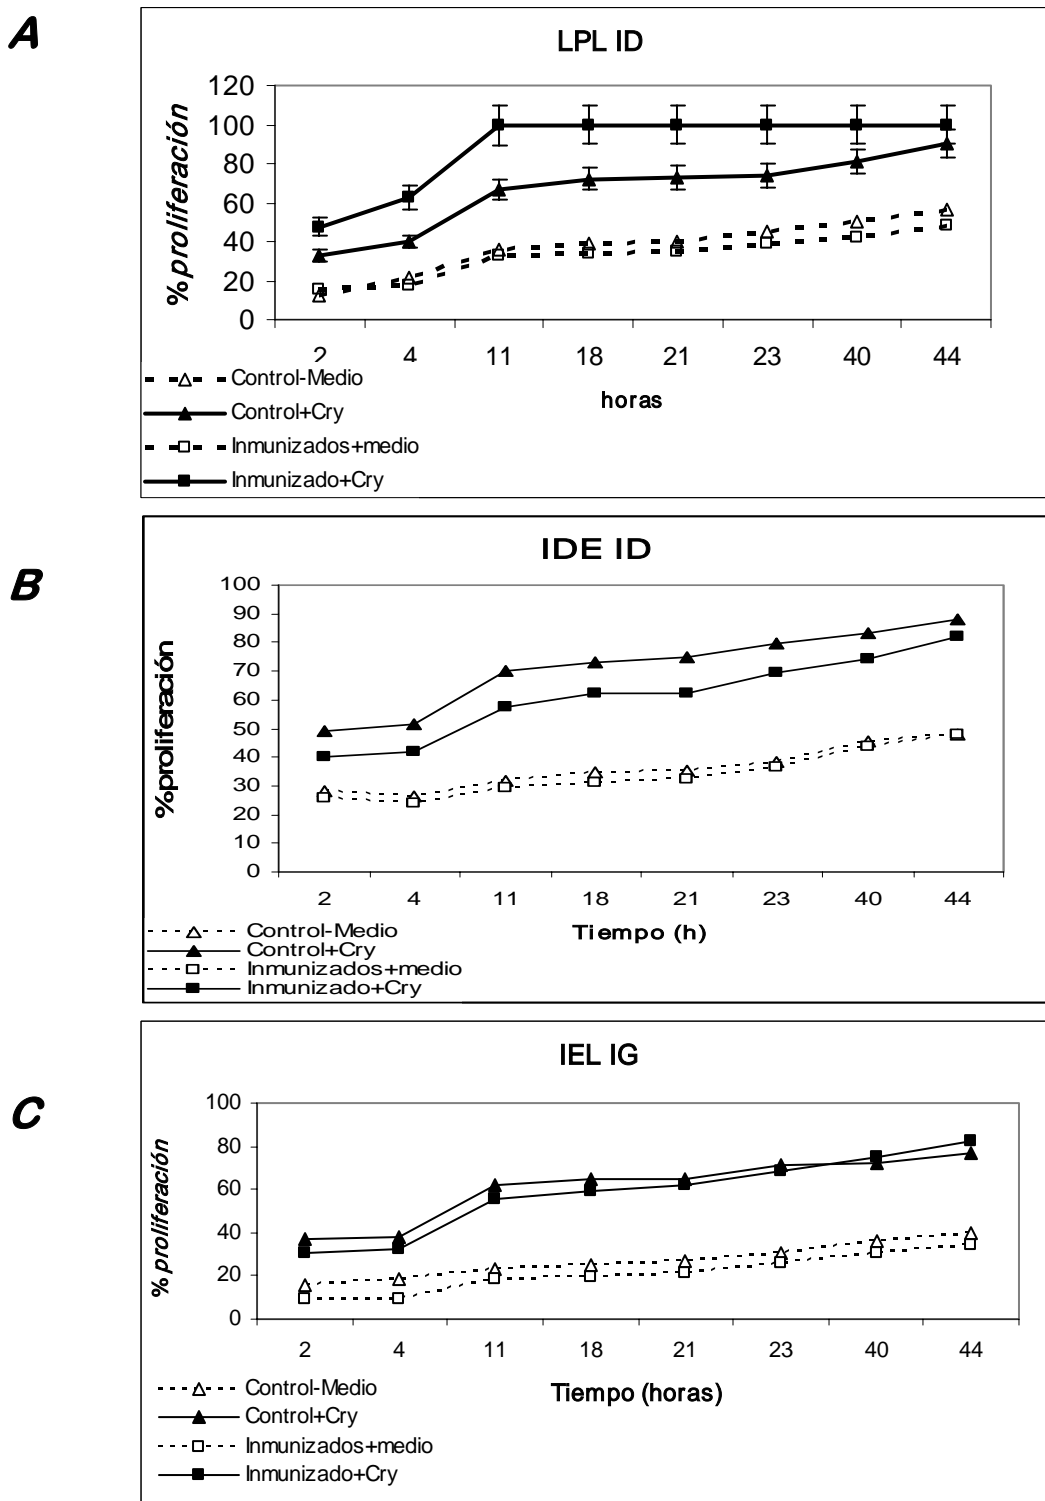 A
LPL ID
120
100
80
60
40
20
0
%proliferación
2 4 11 18 21 23 40 44
horas
Control-Medio
Control+Cry
Inmunizados+medio
Inmunizado+Cry
B
IDE ID
100
90
80
70
60
50
40
30
20
10
0
%proliferación
2 4 11 18 21 23 40 44
Tiempo (h)
Control-Medio
Control+Cry
Inmunizados+medio
Inmunizado+Cry
C
IEL IG
100
80
60
40
20
0
% proliferación
2 4 11 18 21 23 40 44
Tiempo (horas)
Control-Medio
Control+Cry
Inmunizados+medio
Inmunizado+Cry